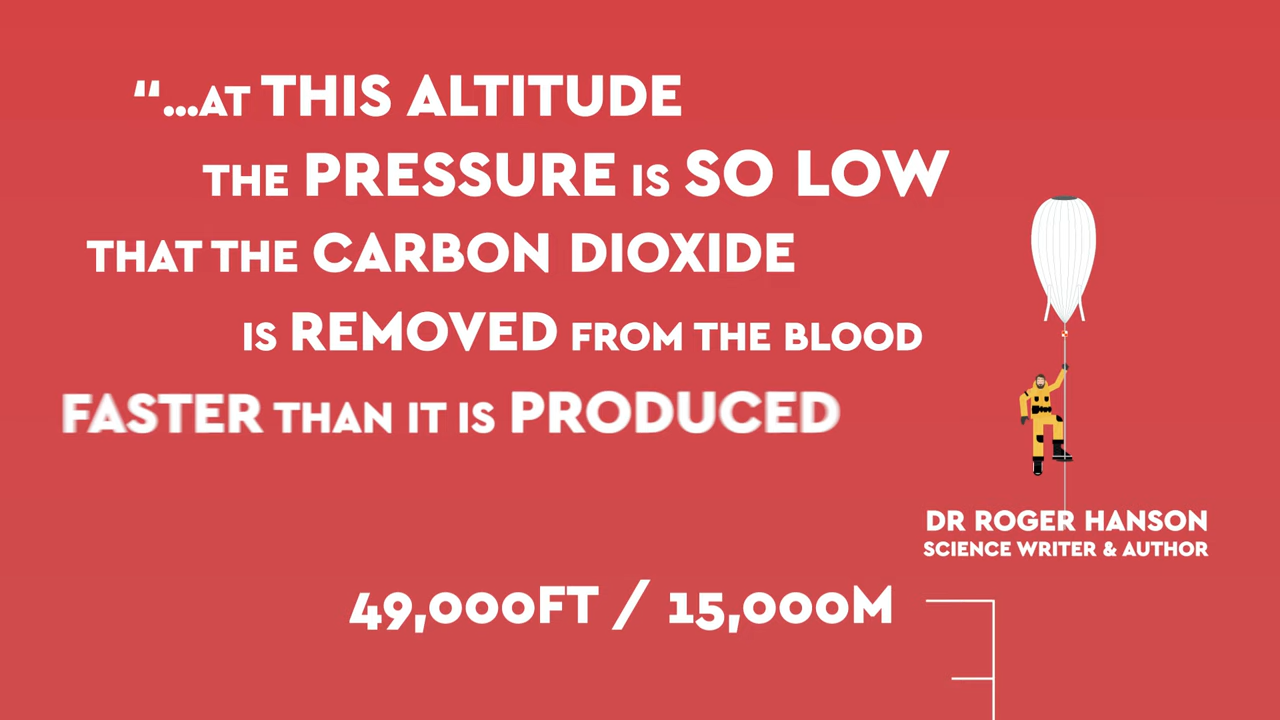 “...AT THIS ALTITUDE
THE PRESSURE IS SO LOW
THAT THE CARBON DIOXIDE
IS REMOVED FROM THE BLOOD
FASTER THAN IT IS PRODUCED
DR ROGER HANSON
SCIENCE WRITER & AUTHOR
49,000FT / 15,000M